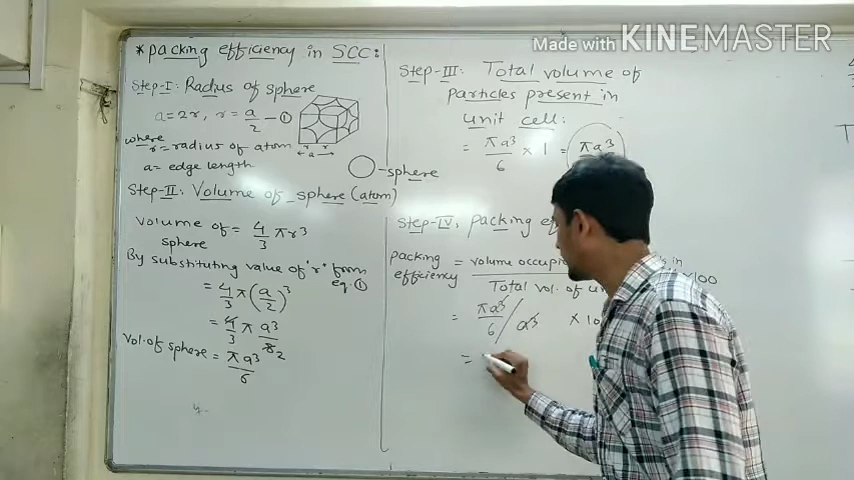 Made with KINEMASTER
*packing efficiency in SCC:
Step-I: Radius of sphere
a=2r, r = a/2 - ①
where
r=radius of atom
a= edge length
r r
a
-sphere
Step-II: Volume of sphere (atom)
Volume of = 4/3 πr³
sphere
By substituting value of 'r' from
eq.①
= 4/3 π(a/2)³
= 4/3 π a³/8 2
Vol.of sphere = πa³/6
Step-III: Total volume of
particles present in
unit cell:
= πa³/6 × 1 = πa³
Step-IV: packing
packing = volume occupi in
efficiency Total vol. of ×100
= πa³/6 / a³ × 10
=